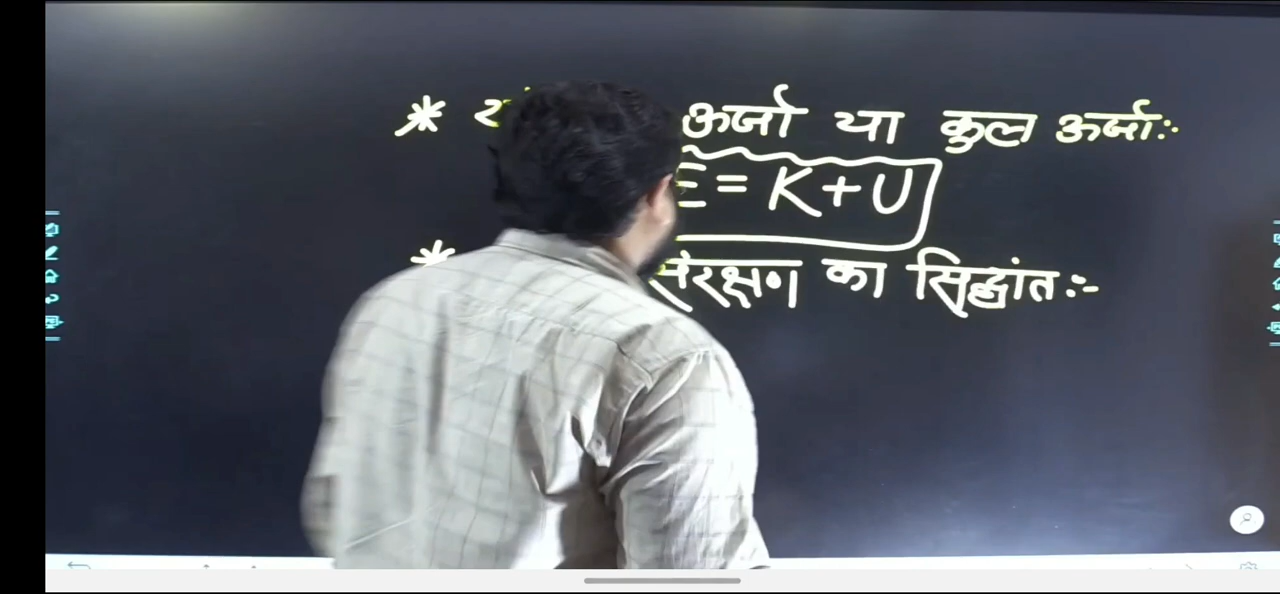 * ऊर्जा या कुल ऊर्जा:-
E = K+U
* संरक्षण का सिद्धांत:-